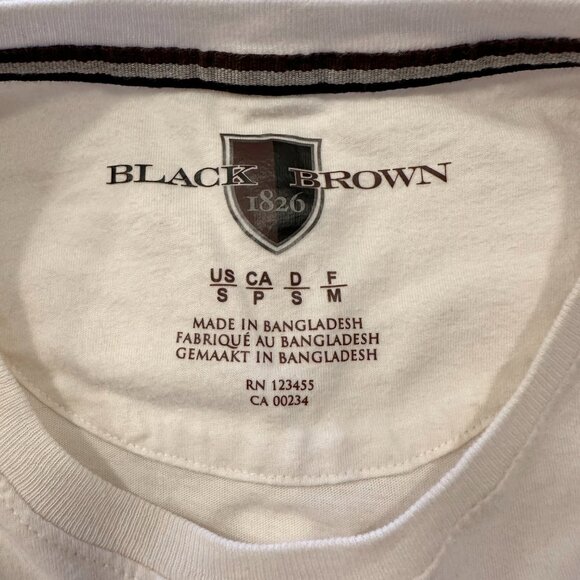 BLACK BROWN
1826
US CA D F
S P S M
MADE IN BANGLADESH
FABRIQUÉ AU BANGLADESH
GEMAAKT IN BANGLADESH
RN 123455
CA 00234